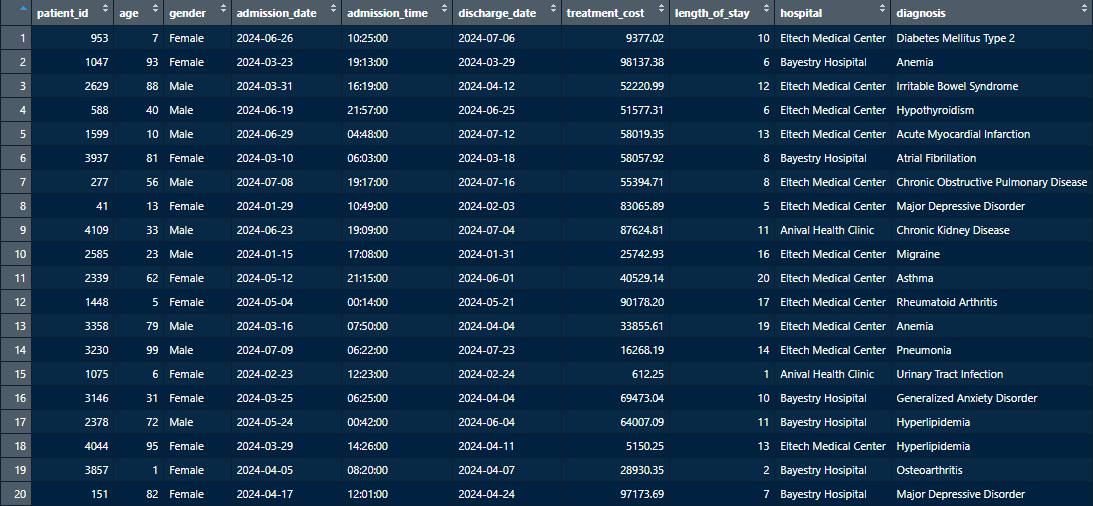 patient_id age gender admission_date admission_time discharge_date treatment_cost length_of_stay hospital diagnosis
1 953 7 Female 2024-06-26 10:25:00 2024-07-06 9377.02 10 Eltech Medical Center Diabetes Mellitus Type 2
2 1047 93 Female 2024-03-23 19:13:00 2024-03-29 98137.38 6 Bayestry Hosipital Anemia
3 2629 88 Male 2024-03-31 16:19:00 2024-04-12 52220.99 12 Eltech Medical Center Irritable Bowel Syndrome
4 588 40 Male 2024-06-19 21:57:00 2024-06-25 51577.31 6 Eltech Medical Center Hypothyroidism
5 1599 10 Male 2024-06-29 04:48:00 2024-07-12 58019.35 13 Eltech Medical Center Acute Myocardial Infarction
6 3937 81 Female 2024-03-10 06:03:00 2024-03-18 58057.92 8 Bayestry Hosipital Atrial Fibrillation
7 277 56 Male 2024-07-08 19:17:00 2024-07-16 55394.71 8 Eltech Medical Center Chronic Obstructive Pulmonary Disease
8 41 13 Female 2024-01-29 10:49:00 2024-02-03 83065.89 5 Eltech Medical Center Major Depressive Disorder
9 4109 33 Male 2024-06-23 19:09:00 2024-07-04 87624.81 11 Anival Health Clinic Chronic Kidney Disease
10 2585 23 Male 2024-01-15 17:08:00 2024-01-31 25742.93 16 Eltech Medical Center Migraine
11 2339 62 Female 2024-05-12 21:15:00 2024-06-01 40529.14 20 Eltech Medical Center Asthma
12 1448 5 Female 2024-05-04 00:14:00 2024-05-21 90178.20 17 Eltech Medical Center Rheumatoid Arthritis
13 3358 79 Male 2024-03-16 07:50:00 2024-04-04 33855.61 19 Eltech Medical Center Anemia
14 3230 99 Male 2024-07-09 06:22:00 2024-07-23 16268.19 14 Eltech Medical Center Pneumonia
15 1075 6 Female 2024-02-23 12:23:00 2024-02-24 612.25 1 Anival Health Clinic Urinary Tract Infection
16 3146 31 Female 2024-03-25 06:25:00 2024-04-04 69473.04 10 Bayestry Hosipital Generalized Anxiety Disorder
17 2378 72 Male 2024-05-24 00:42:00 2024-06-04 64007.09 11 Bayestry Hosipital Hyperlipidemia
18 4044 95 Female 2024-03-29 14:26:00 2024-04-11 5150.25 13 Eltech Medical Center Hyperlipidemia
19 3857 1 Female 2024-04-05 08:20:00 2024-04-07 28930.35 2 Bayestry Hosipital Osteoarthritis
20 151 82 Female 2024-04-17 12:01:00 2024-04-24 97173.69 7 Bayestry Hosipital Major Depressive Disorder